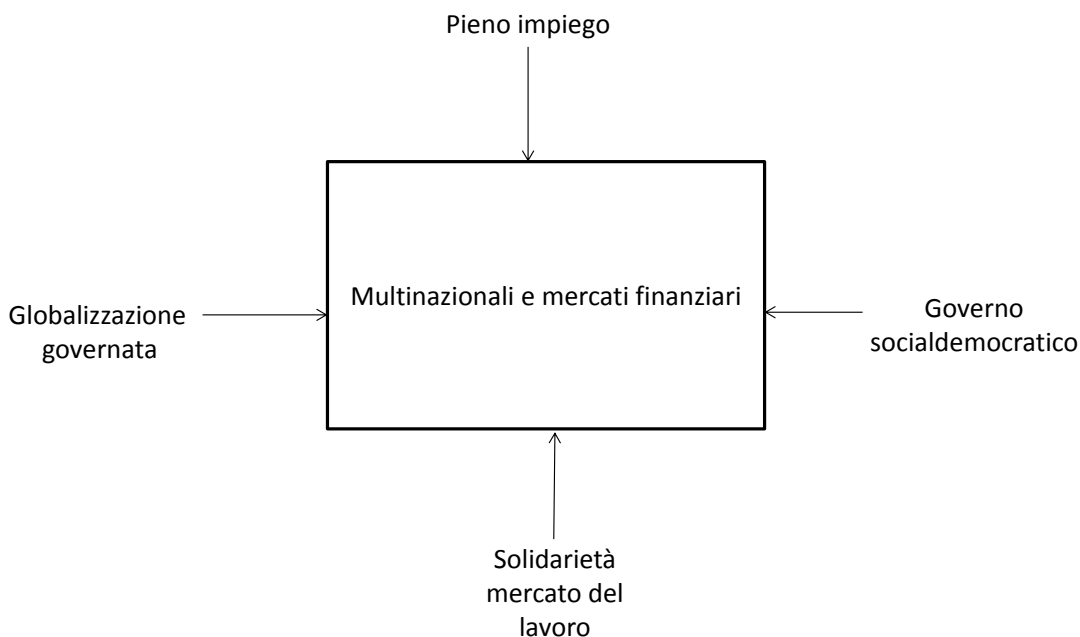 Pieno impiego
Multinazionali e mercati finanziari
Globalizzazione
governata
Governo
socialdemocratico
Solidarietà
mercato del
lavoro